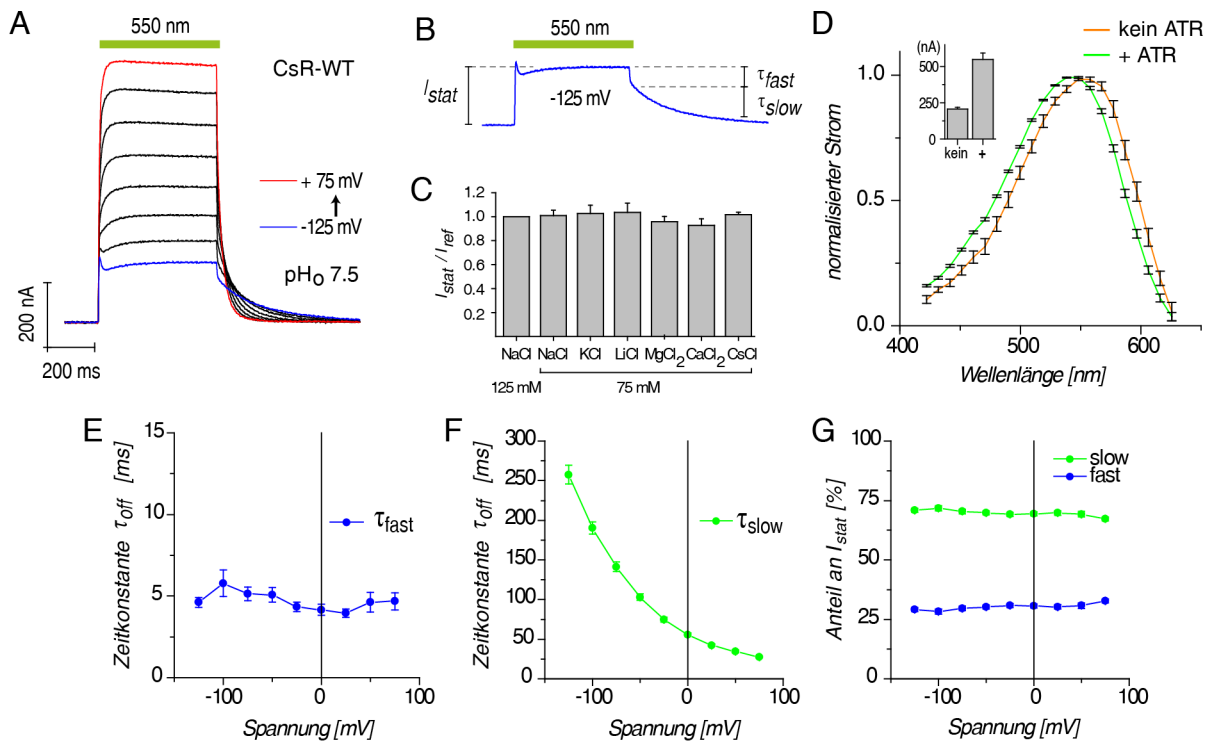 A
550 nm
CsR-WT
+ 75 mV
-125 mV
pHo 7.5
200 nA
200 ms
B
550 nm
Istat
-125 mV
τfast
τslow
C
Istat / Iref
1.2
1.0
0.8
0.6
0.4
0.2
NaCl NaCl KCl LiCl MgCl2 CaCl2 CsCl
125 mM 75 mM
D
kein ATR
+ ATR
(nA)
500
250
0
kein +
normalisierter Strom
1.0
0.5
0.0
400 500 600
Wellenlänge [nm]
E
Zeitkonstante τoff [ms]
15
10
5
0
τfast
-100 0 100
Spannung [mV]
F
Zeitkonstante τoff [ms]
300
250
200
150
100
50
0
τslow
-100 0 100
Spannung [mV]
G
Anteil an Istat [%]
100
75
50
25
0
slow
fast
-100 0 100
Spannung [mV]